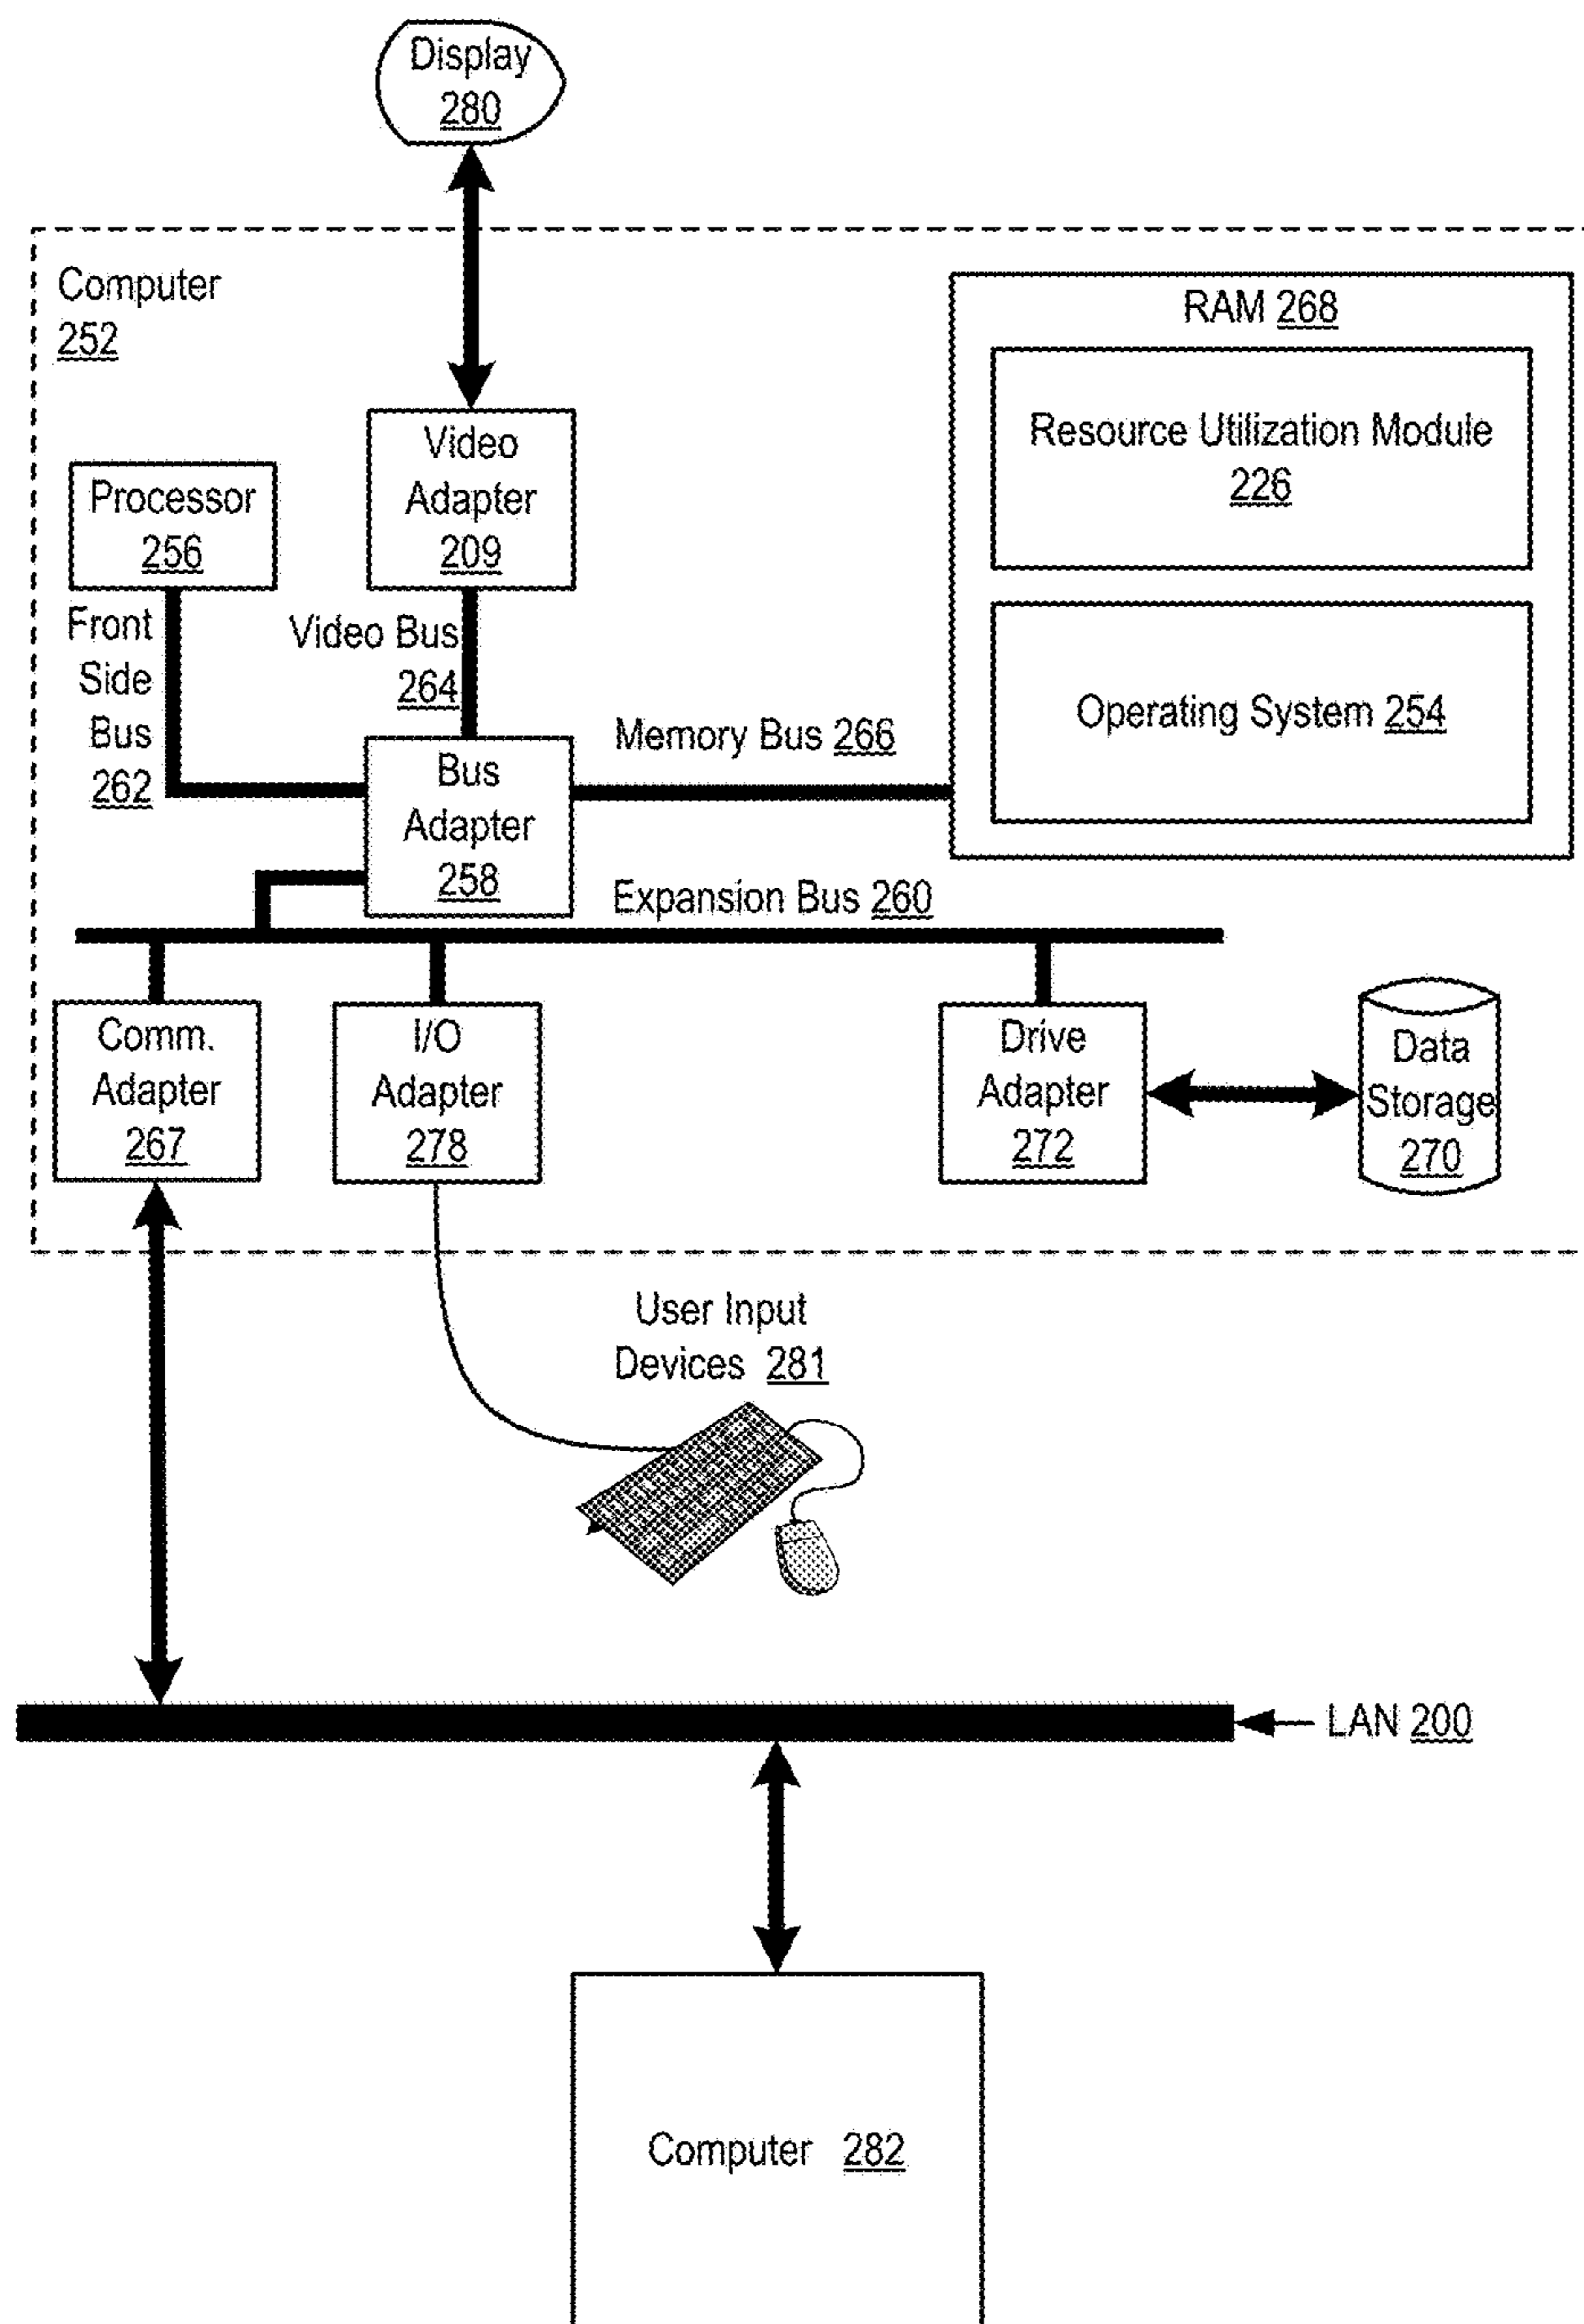 Display
280
Computer
252
RAM 268
Resource Utilization Module
226
Operating System 254
Video
Adapter
209
Processor
256
Front
Side
Bus
262
Video Bus
264
Memory Bus 266
Bus
Adapter
258
Expansion Bus 260
Comm.
Adapter
267
I/O
Adapter
278
Drive
Adapter
272
Data
Storage
270
User Input
Devices 281
LAN 200
Computer 282